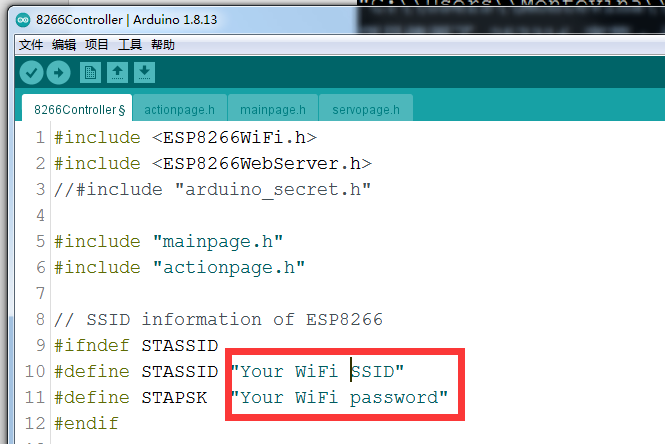 "C:\\Users\\Montevina\\
8266Controller | Arduino 1.8.13
文件 编辑 项目 工具 帮助
8266Controller § actionpage.h mainpage.h servopage.h
1 #include <ESP8266WiFi.h>
2 #include <ESP8266WebServer.h>
3 //#include "arduino_secret.h"
4
5 #include "mainpage.h"
6 #include "actionpage.h"
7
8 // SSID information of ESP8266
9 #ifndef STASSID
10 #define STASSID "Your WiFi SSID"
11 #define STAPSK "Your WiFi password"
12 #endif